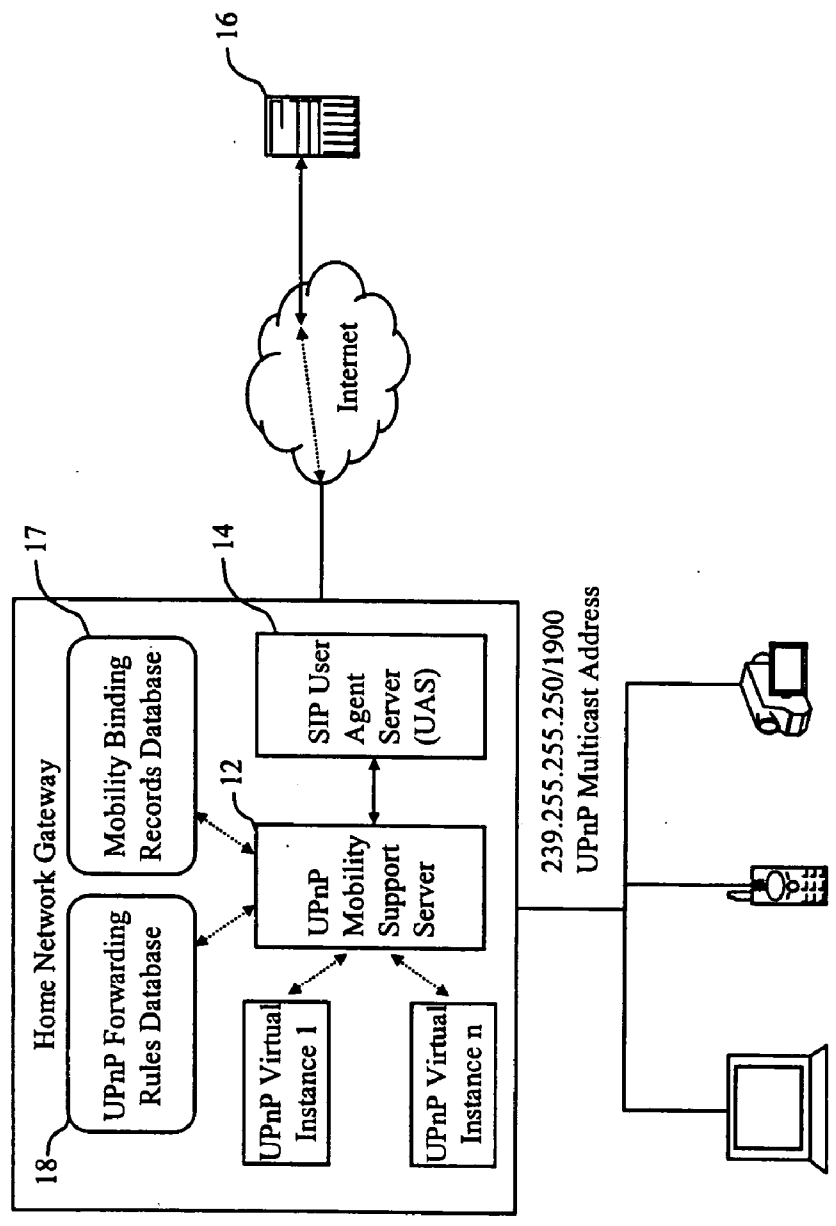 Home Network Gateway
18
UPnP Forwarding
Rules Database
17
Mobility Binding
Records Database
12
UPnP
Mobility
Support
Server
14
SIP User
Agent
Server
(UAS)
UPnP Virtual
Instance 1
UPnP Virtual
Instance n
Internet
16
239.255.255.250/1900
UPnP Multicast Address